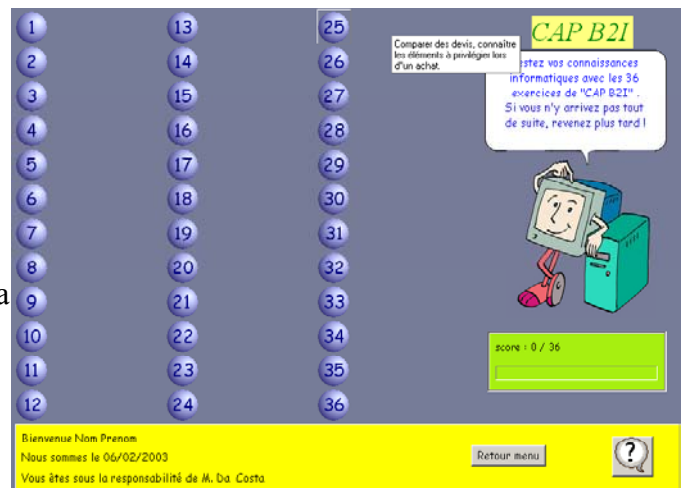 1
2
3
4
5
6
7
8
a
9
10
11
12
13
14
15
16
17
18
19
20
21
22
23
24
25
26
27
28
29
30
31
32
33
34
35
36
Comparer des devis, connaître
les éléments à privilégier lors
d"un achat.
CAP B2I
estez vos connaissances
informatiques avec les 36
exercices de "CAP B2I" .
Si vous n'y arrivez pas tout
de suite, revenez plus tard !
score : 0 / 36
Bienvenue Nom Prenom
Nous sommes le 06/02/2003
Vous êtes sous la responsabilité de M. Da Costa
Retour menu
?